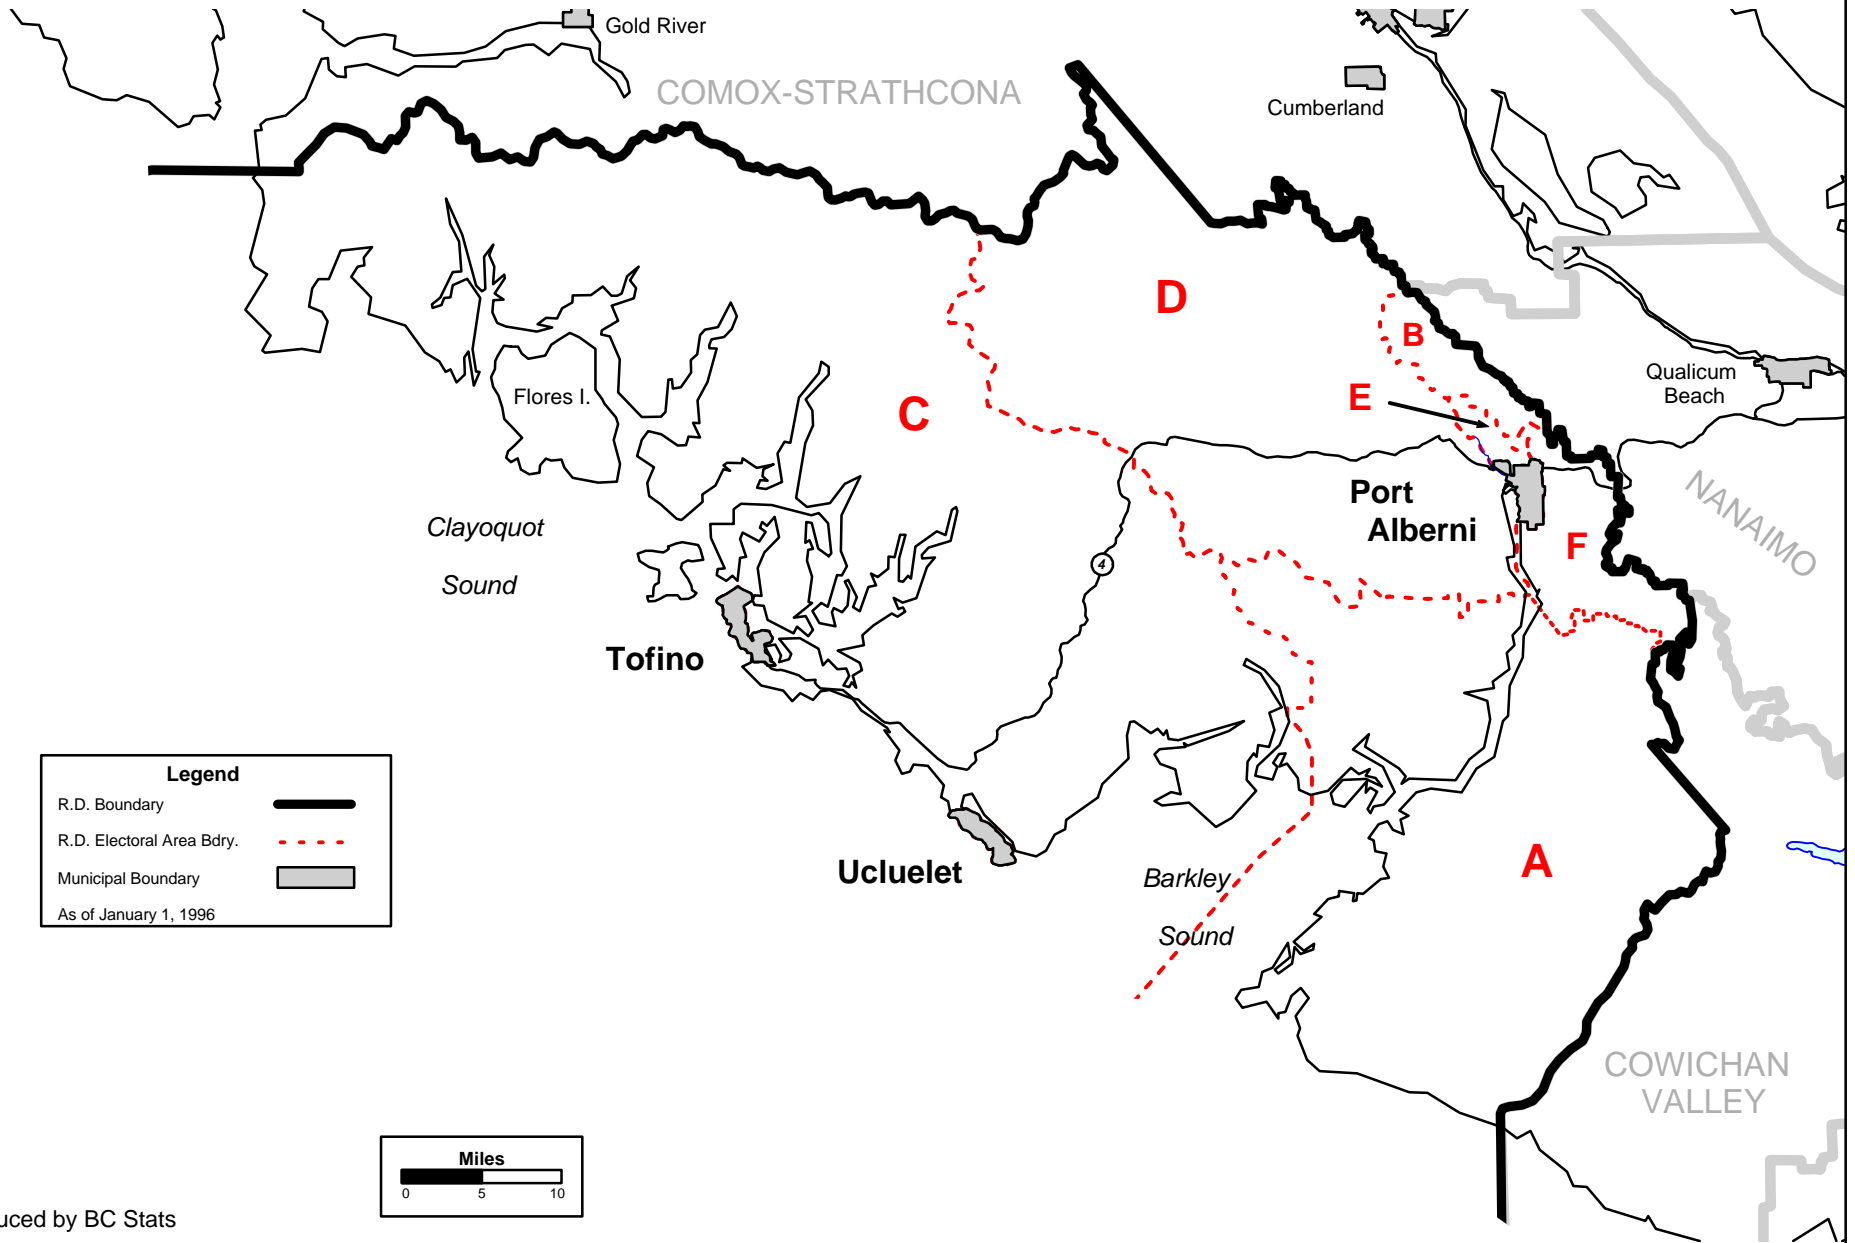 Gold River
COMOX-STRATHCONA
Cumberland
D
B
Qualicum
Beach
E
Flores I.
C
NANAIMO
Port
Alberni
Clayoquot
Sound
F
4
Tofino
Legend
R.D. Boundary
R.D. Electoral Area Bdry.
Municipal Boundary
As of January 1, 1996
Ucluelet
A
Barkley
Sound
COWICHAN
VALLEY
Miles
0 5 10
uced by BC Stats